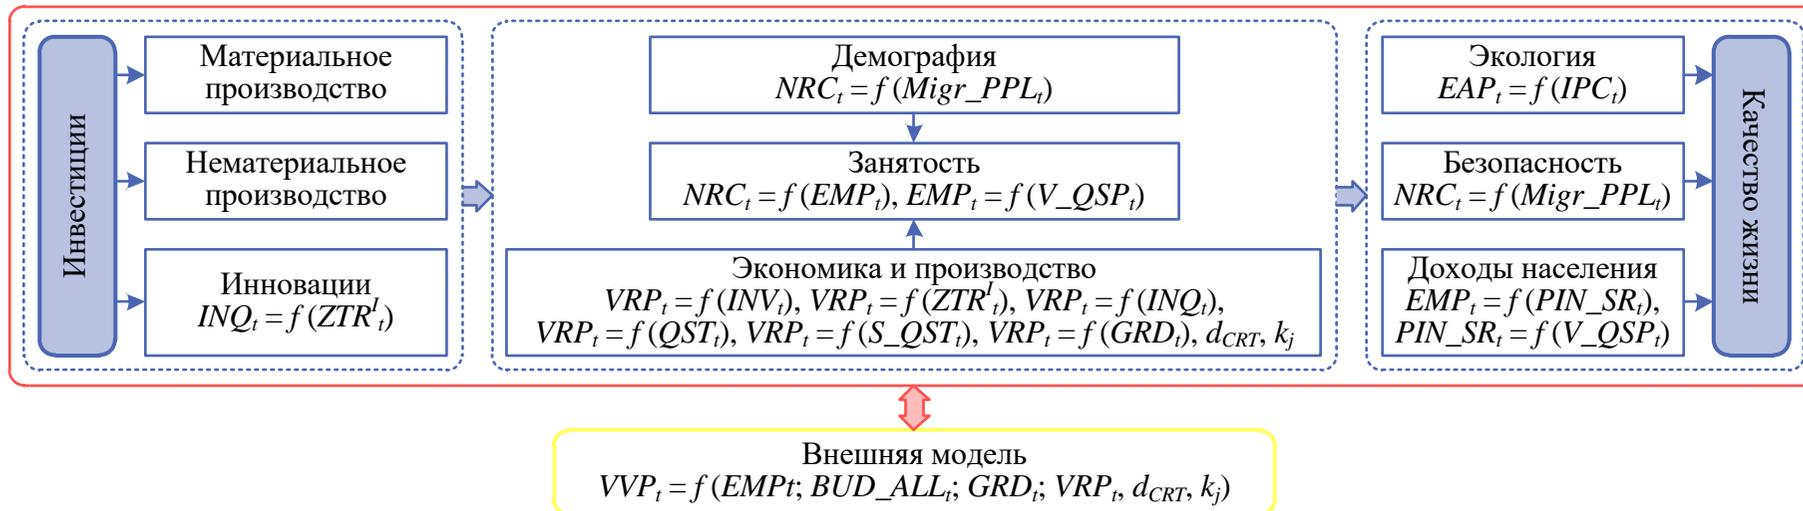 Инвестиции
Материальное
производство
Нематериальное
производство
Инновации
INQ_t = f (ZTR^I_t)
Демография
NRC_t = f (Migr_PPL_t)
Занятость
NRC_t = f (EMP_t), EMP_t = f (V_QSP_t)
Экономика и производство
VRP_t = f (INV_t), VRP_t = f (ZTR^I_t), VRP_t = f (INQ_t),
VRP_t = f (QST_t), VRP_t = f (S_QST_t), VRP_t = f (GRD_t), d_CRT, k_j
Экология
EAP_t = f (IPC_t)
Безопасность
NRC_t = f (Migr_PPL_t)
Доходы населения
EMP_t = f (PIN_SR_t),
PIN_SR_t = f (V_QSP_t)
Качество жизни
Внешняя модель
VVP_t = f (EMPt; BUD_ALL_t; GRD_t; VRP_t, d_CRT, k_j)